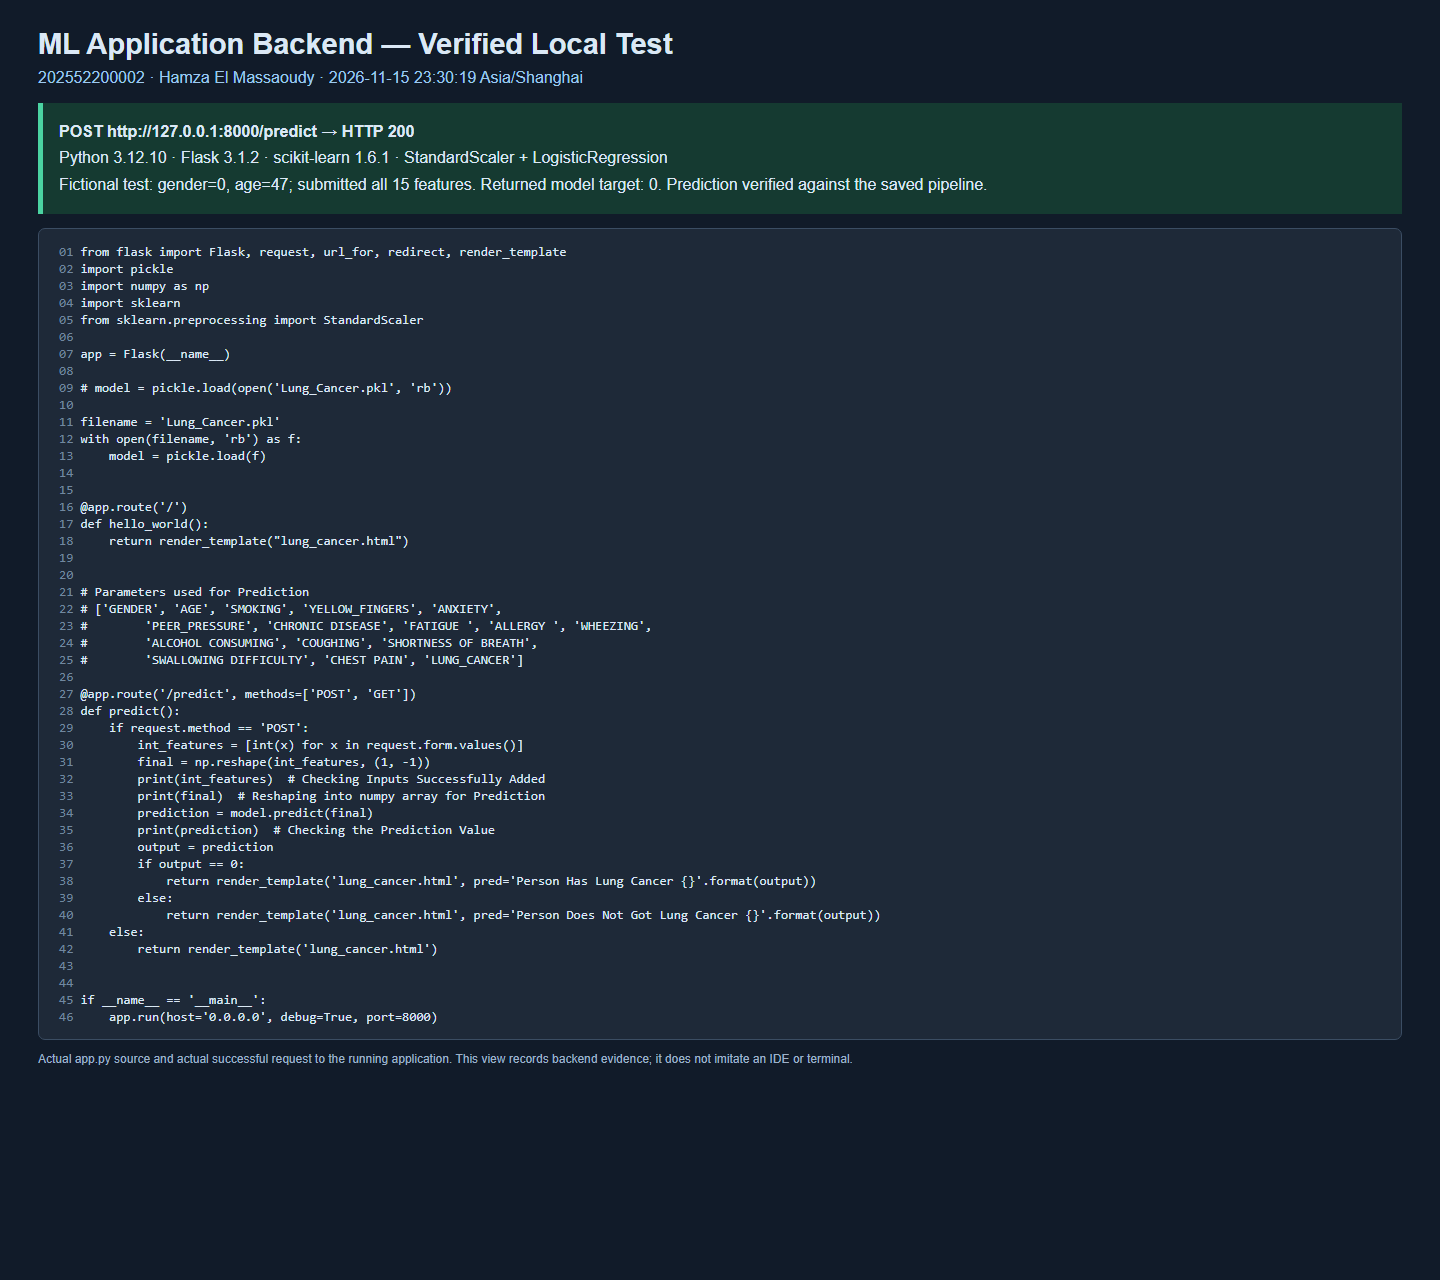 ML Application Backend — Verified Local Test
202552200002 · Hamza El Massaoudy · 2026-11-15 23:30:19 Asia/Shanghai
POST http://127.0.0.1:8000/predict → HTTP 200
Python 3.12.10 · Flask 3.1.2 · scikit-learn 1.6.1 · StandardScaler + LogisticRegression
Fictional test: gender=0, age=47; submitted all 15 features. Returned model target: 0. Prediction verified against the saved pipeline.
01 from flask import Flask, request, url_for, redirect, render_template
02 import pickle
03 import numpy as np
04 import sklearn
05 from sklearn.preprocessing import StandardScaler
06
07 app = Flask(__name__)
08
09 # model = pickle.load(open('Lung_Cancer.pkl', 'rb'))
10
11 filename = 'Lung_Cancer.pkl'
12 with open(filename, 'rb') as f:
13     model = pickle.load(f)
14
15
16 @app.route('/')
17 def hello_world():
18     return render_template("lung_cancer.html")
19
20
21 # Parameters used for Prediction
22 # ['GENDER', 'AGE', 'SMOKING', 'YELLOW_FINGERS', 'ANXIETY',
23 #        'PEER_PRESSURE', 'CHRONIC DISEASE', 'FATIGUE ', 'ALLERGY ', 'WHEEZING',
24 #        'ALCOHOL CONSUMING', 'COUGHING', 'SHORTNESS OF BREATH',
25 #        'SWALLOWING DIFFICULTY', 'CHEST PAIN', 'LUNG_CANCER']
26
27 @app.route('/predict', methods=['POST', 'GET'])
28 def predict():
29     if request.method == 'POST':
30         int_features = [int(x) for x in request.form.values()]
31         final = np.reshape(int_features, (1, -1))
32         print(int_features)  # Checking Inputs Successfully Added
33         print(final)  # Reshaping into numpy array for Prediction
34         prediction = model.predict(final)
35         print(prediction)  # Checking the Prediction Value
36         output = prediction
37         if output == 0:
38             return render_template('lung_cancer.html', pred='Person Has Lung Cancer {}'.format(output))
39         else:
40             return render_template('lung_cancer.html', pred='Person Does Not Got Lung Cancer {}'.format(output))
41     else:
42         return render_template('lung_cancer.html')
43
44
45 if __name__ == '__main__':
46     app.run(host='0.0.0.0', debug=True, port=8000)
Actual app.py source and actual successful request to the running application. This view records backend evidence; it does not imitate an IDE or terminal.